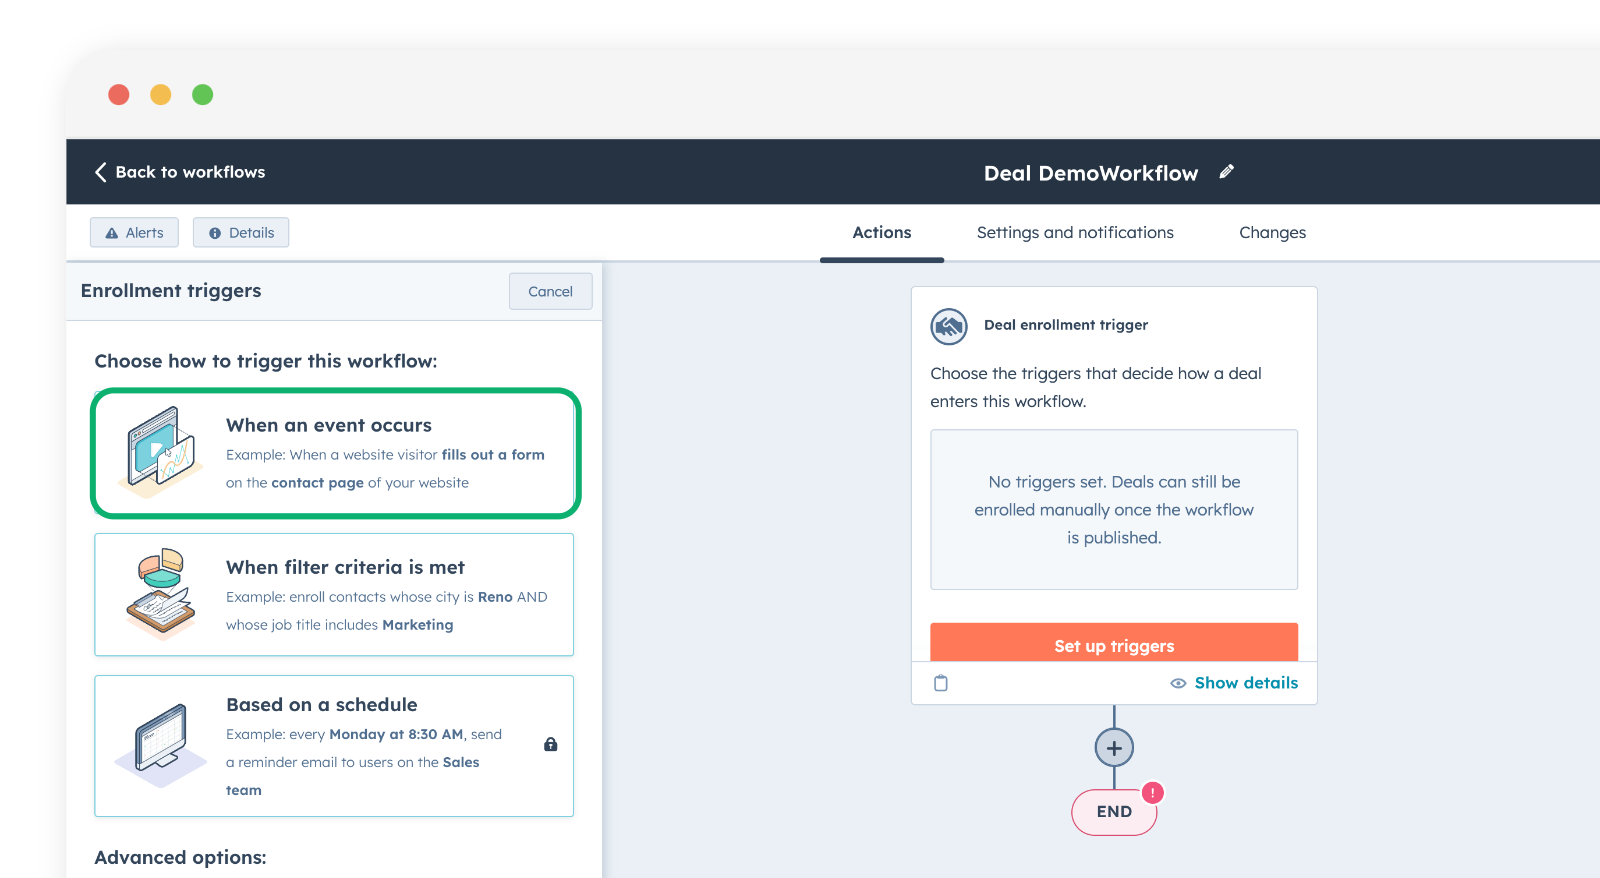 Back to workflows
Deal DemoWorkflow
Alerts
Details
Actions
Settings and notifications
Changes
Enrollment triggers
Cancel
Choose how to trigger this workflow:
When an event occurs
Example: When a website visitor fills out a form
on the contact page of your website
When filter criteria is met
Example: enroll contacts whose city is Reno AND
whose job title includes Marketing
Based on a schedule
Example: every Monday at 8:30 AM, send
a reminder email to users on the Sales
team
Advanced options:
Deal enrollment trigger
Choose the triggers that decide how a deal
enters this workflow.
No triggers set. Deals can still be
enrolled manually once the workflow
is published.
Set up triggers
Show details
+
END
!